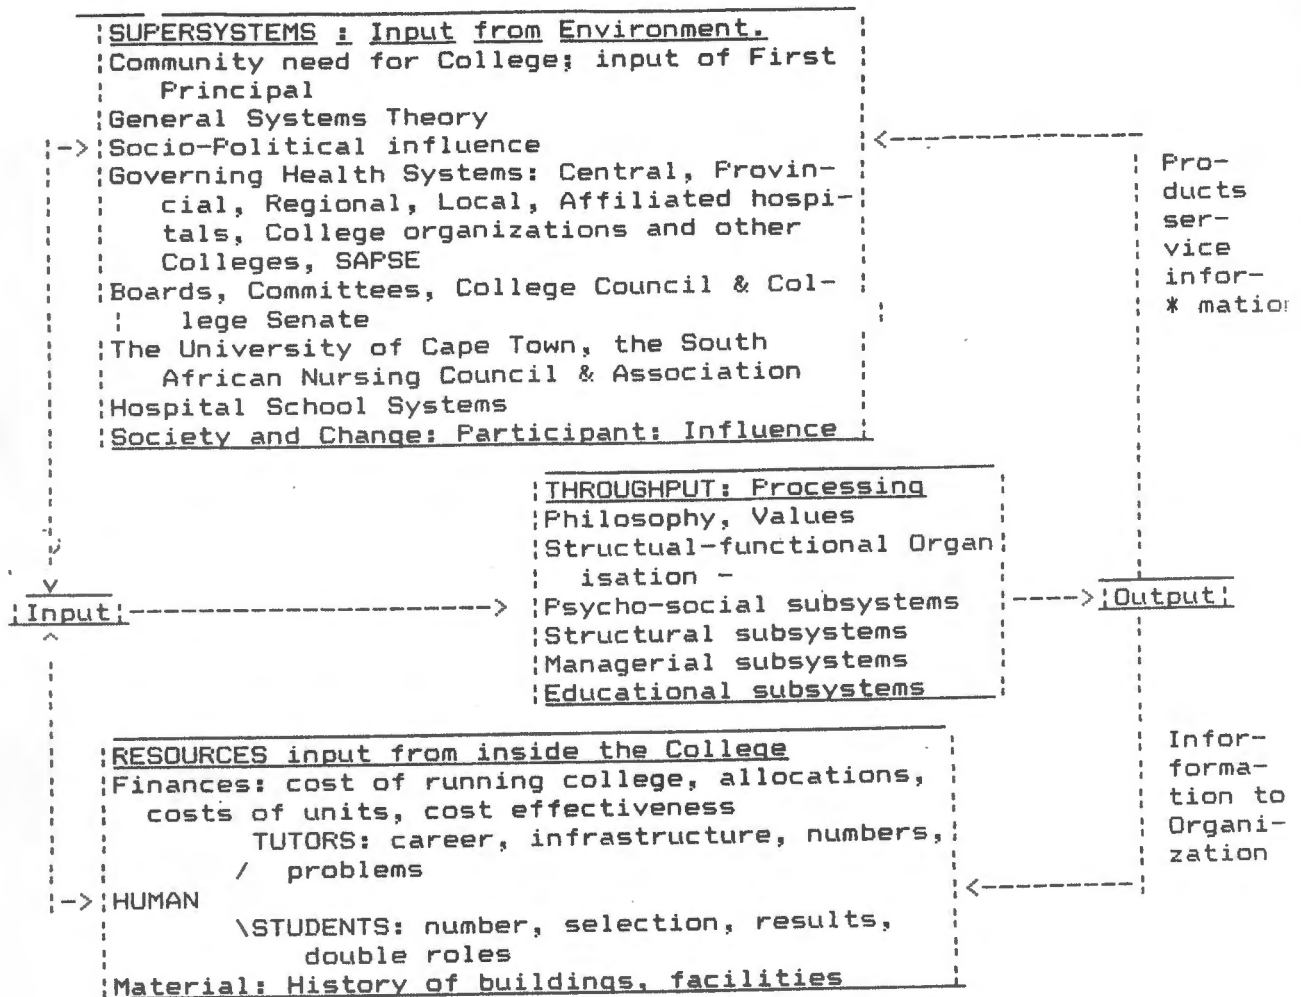 SUPERSYSTEMS : Input from Environment.
Community need for College; input of First
Principal
General Systems Theory
Socio-Political influence
Governing Health Systems: Central, Provin-
cial, Regional, Local, Affiliated hospi-
tals, College organizations and other
Colleges, SAPSE
Boards, Committees, College Council & Col-
lege Senate
The University of Cape Town, the South
African Nursing Council & Association
Hospital School Systems
Society and Change: Participant: Influence
Pro-
ducts
ser-
vice
infor-
* matio
THROUGHPUT: Processing
Philosophy, Values
Structual-functional Organ
isation -
Psycho-social subsystems
Structural subsystems
Managerial subsystems
Educational subsystems
Input
Output
RESOURCES input from inside the College
Finances: cost of running college, allocations,
costs of units, cost effectiveness
TUTORS: career, infrastructure, numbers,
/ problems
HUMAN
\STUDENTS: number, selection, results,
double roles
Material: History of buildings, facilities
Infor-
forma-
tion to
Organi-
zation